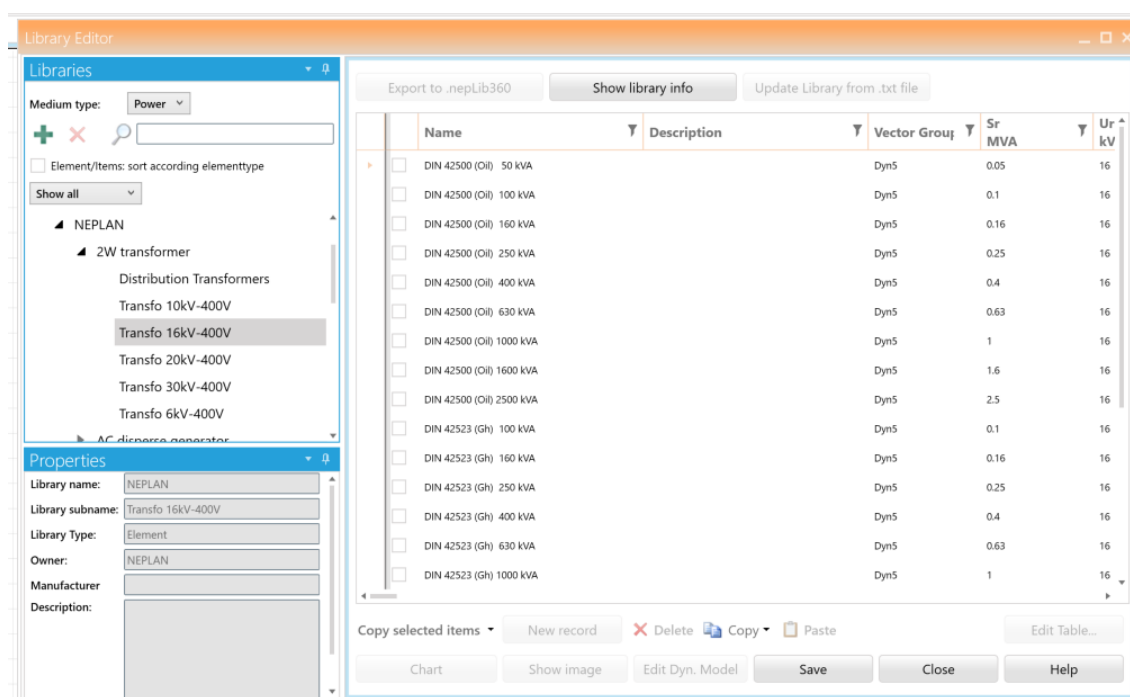 Library Editor
Libraries
Medium type: Power
Element/Items: sort according elementtype
Show all
NEPLAN
2W transformer
Distribution Transformers
Transfo 10kV-400V
Transfo 16kV-400V
Transfo 20kV-400V
Transfo 30kV-400V
Transfo 6kV-400V
AC disperse generator
Properties
Library name: NEPLAN
Library subname: Transfo 16kV-400V
Library Type: Element
Owner: NEPLAN
Manufacturer
Description:
Export to .nepLib360 Show library info Update Library from .txt file
Name Description Vector Group Sr MVA Ur kV
DIN 42500 (Oil) 50 kVA Dyn5 0.05 16
DIN 42500 (Oil) 100 kVA Dyn5 0.1 16
DIN 42500 (Oil) 160 kVA Dyn5 0.16 16
DIN 42500 (Oil) 250 kVA Dyn5 0.25 16
DIN 42500 (Oil) 400 kVA Dyn5 0.4 16
DIN 42500 (Oil) 630 kVA Dyn5 0.63 16
DIN 42500 (Oil) 1000 kVA Dyn5 1 16
DIN 42500 (Oil) 1600 kVA Dyn5 1.6 16
DIN 42500 (Oil) 2500 kVA Dyn5 2.5 16
DIN 42523 (Gh) 100 kVA Dyn5 0.1 16
DIN 42523 (Gh) 160 kVA Dyn5 0.16 16
DIN 42523 (Gh) 250 kVA Dyn5 0.25 16
DIN 42523 (Gh) 400 kVA Dyn5 0.4 16
DIN 42523 (Gh) 630 kVA Dyn5 0.63 16
DIN 42523 (Gh) 1000 kVA Dyn5 1 16
Copy selected items New record Delete Copy Paste Edit Table...
Chart Show image Edit Dyn. Model Save Close Help